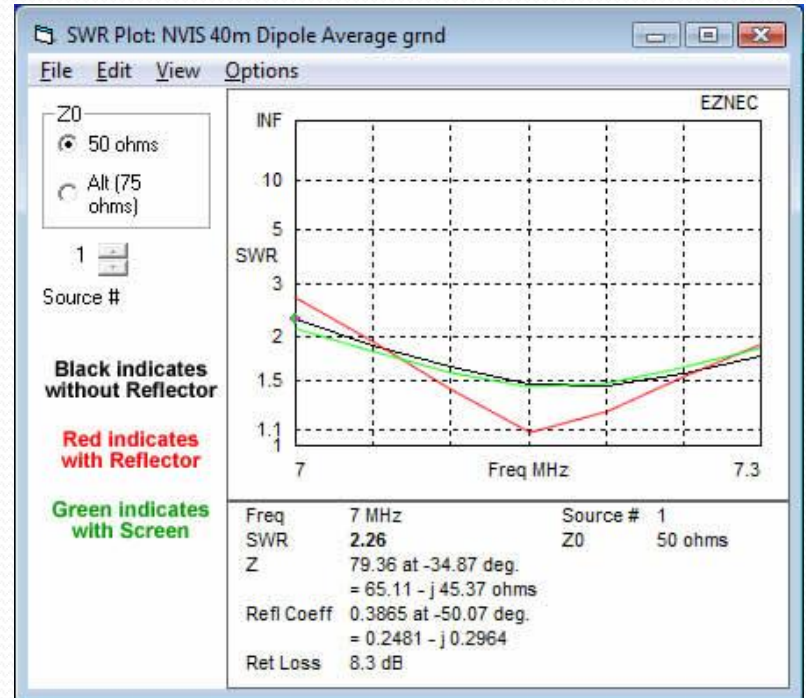 SWR Plot: NVIS 40m Dipole Average grnd
File Edit View Options
Z0
50 ohms
Alt (75
ohms)
1
Source #
Black indicates
without Reflector
Red indicates
with Reflector
Green indicates
with Screen
EZNEC
INF
10
5
SWR
3
2
1.5
1.1
1
7 Freq MHz 7.3
Freq 7 MHz Source # 1
SWR 2.26 Z0 50 ohms
Z 79.36 at -34.87 deg.
= 65.11 - j 45.37 ohms
Refl Coeff 0.3865 at -50.07 deg.
= 0.2481 - j 0.2964
Ret Loss 8.3 dB